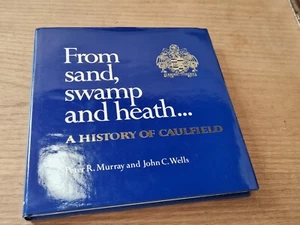 From
sand,
swamp
and heath...
A HISTORY OF CAULFIELD
Peter R. Murray and John C. Wells